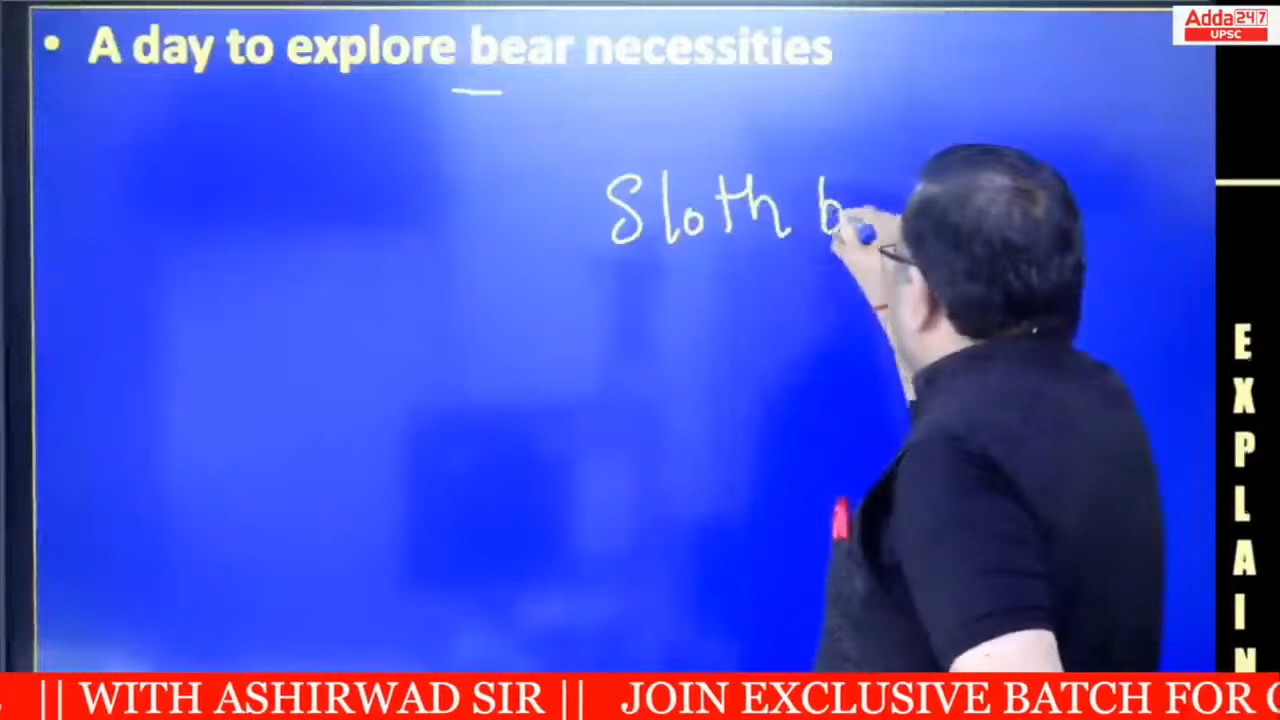 Adda247
UPSC
• A day to explore bear necessities
Sloth b
EXPLAIN
|| WITH ASHIRWAD SIR || JOIN EXCLUSIVE BATCH FOR